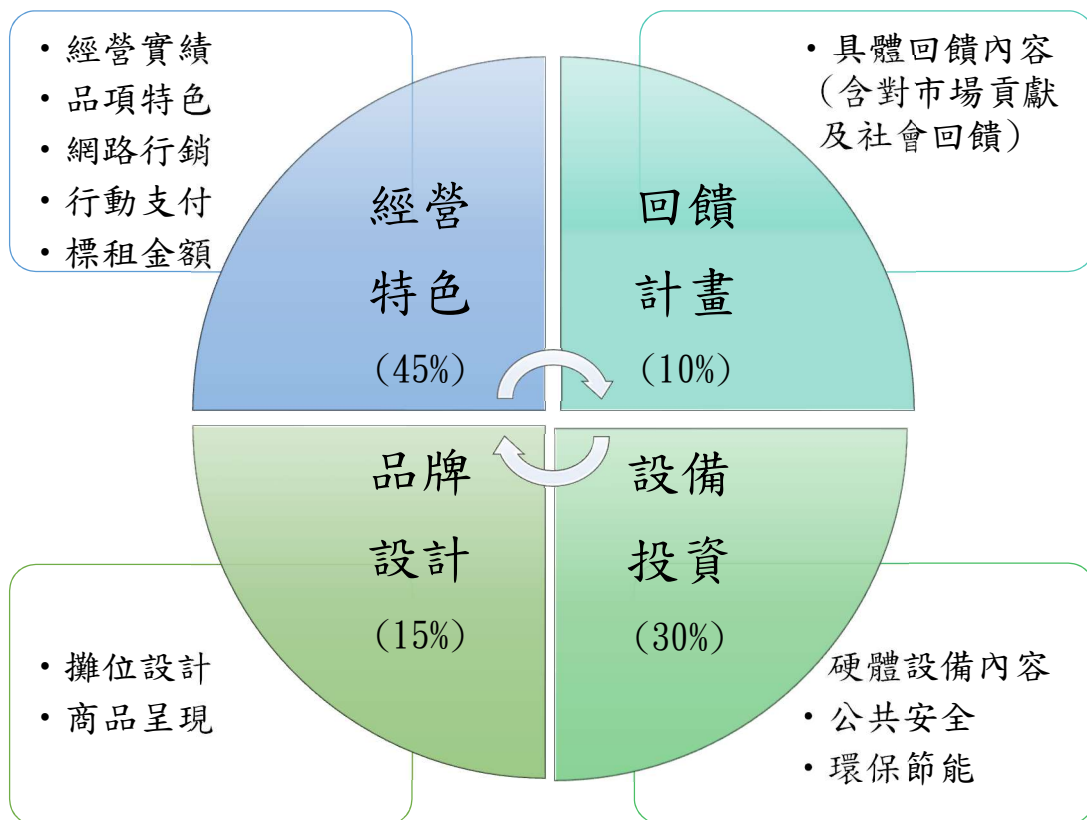 • 經營實績
• 品項特色
• 網路行銷
• 行動支付
• 標租金額
經營
特色
(45%)
• 具體回饋內容
（含對市場貢獻
及社會回饋）
回饋
計畫
(10%)
品牌
設計
(15%)
• 攤位設計
• 商品呈現
設備
投資
(30%)
硬體設備內容
• 公共安全
• 環保節能